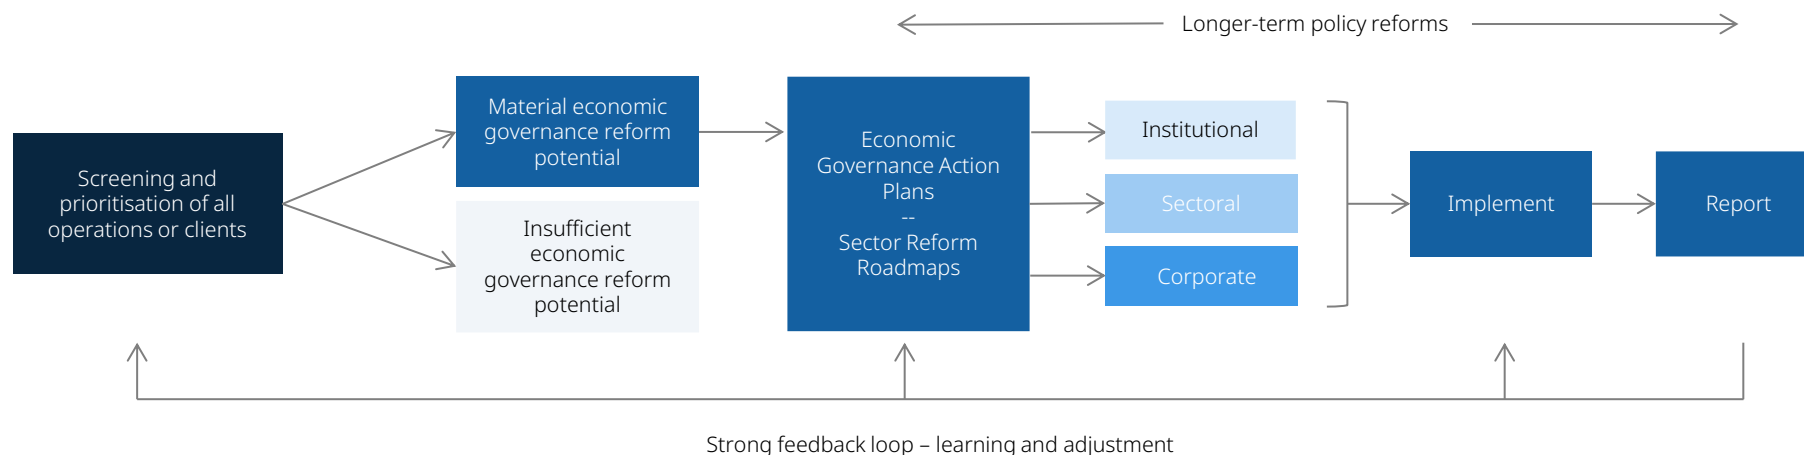 Longer-term policy reforms
Screening and
prioritisation of all
operations or clients
Material economic
governance reform
potential
Insufficient
economic
governance reform
potential
Economic
Governance Action
Plans
--
Sector Reform
Roadmaps
Institutional
Sectoral
Corporate
Implement
Report
Strong feedback loop – learning and adjustment